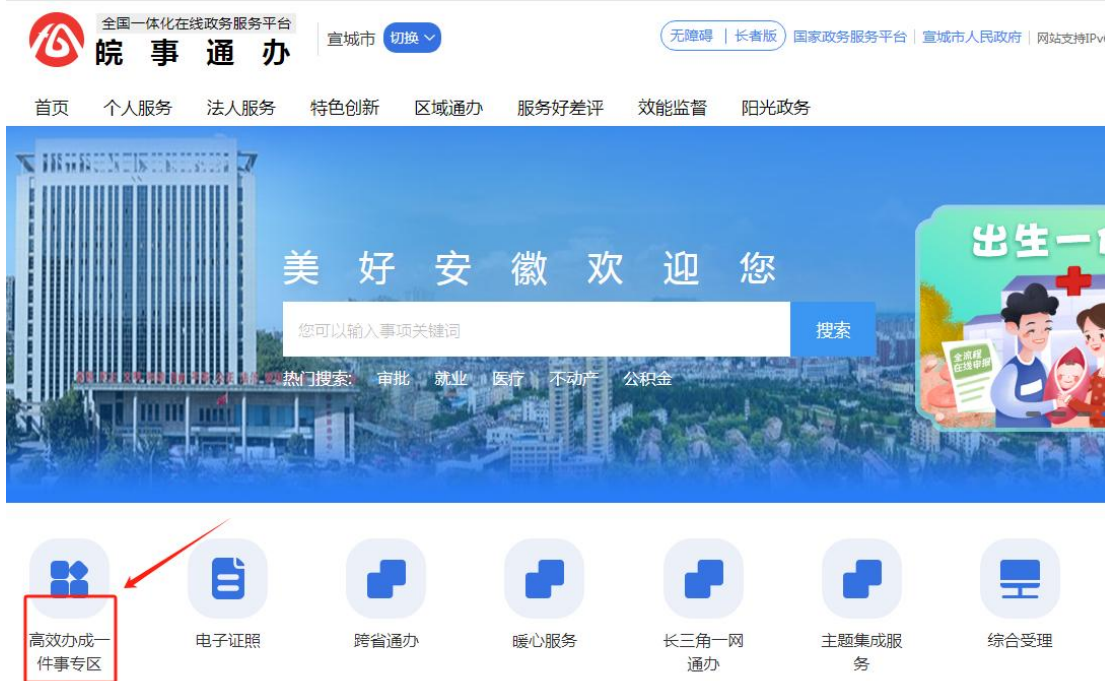 全国一体化在线政务服务平台
皖事通办
宣城市 切换
无障碍 | 长者版 国家政务服务平台 | 宣城市人民政府 | 网站支持IPv6
首页 个人服务 法人服务 特色创新 区域通办 服务好差评 效能监督 阳光政务
出生一
美好安徽欢迎您
您可以输入事项关键词 搜索
全流程
在线申报
热门搜索: 审批 就业 医疗 不动产 公积金
高效办成一
件事专区
电子证照
跨省通办
暖心服务
长三角一网
通办
主题集成服
务
综合受理